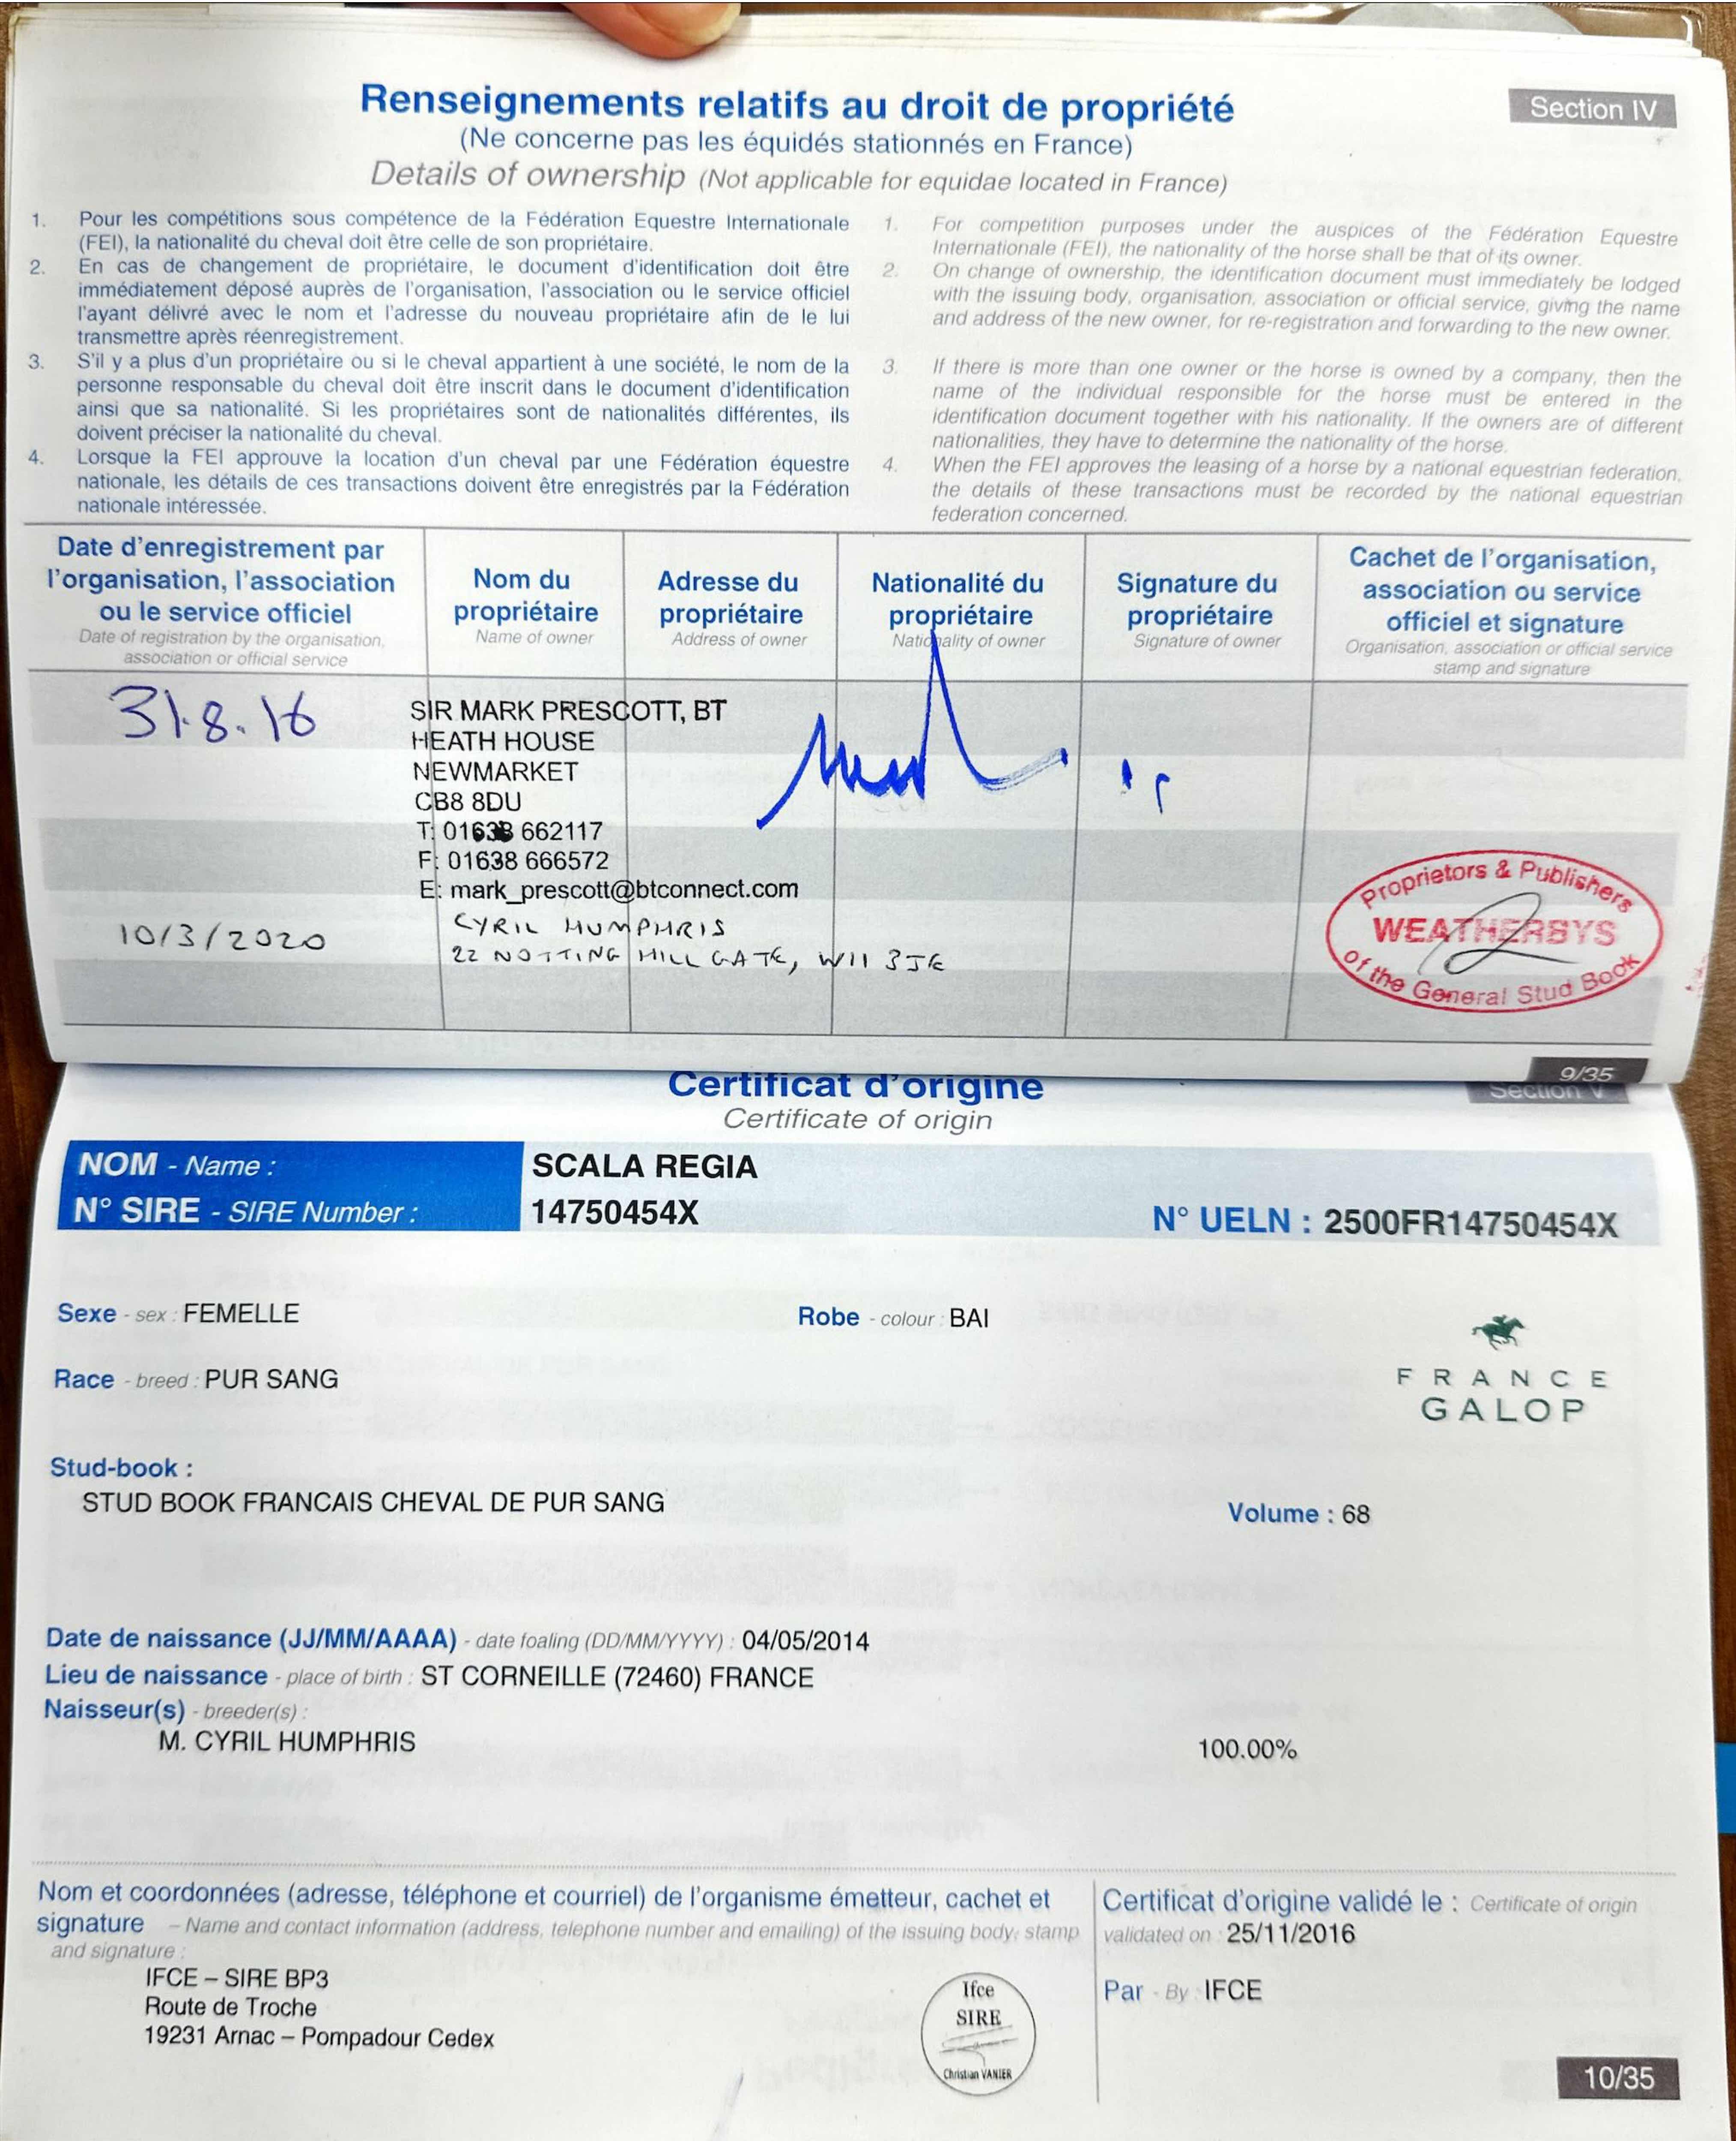 Renseignements relatifs au droit de propriété
Section IV
(Ne concerne pas les équidés stationnés en France)
Details of ownership (Not applicable for equidae located in France)
1. Pour les compétitions sous compétence de la Fédération Equestre Internationale
(FEI), la nationalité du cheval doit être celle de son propriétaire.
2. En cas de changement de propriétaire, le document d'identification doit être
immédiatement déposé auprès de l'organisation, l'association ou le service officiel
l'ayant délivré avec le nom et l'adresse du nouveau propriétaire afin de le lui
transmettre après réenregistrement.
3. S'il y a plus d'un propriétaire ou si le cheval appartient à une société, le nom de la
personne responsable du cheval doit être inscrit dans le document d'identification
ainsi que sa nationalité. Si les propriétaires sont de nationalités différentes, ils
doivent préciser la nationalité du cheval.
4. Lorsque la FEI approuve la location d'un cheval par une Fédération équestre
nationale, les détails de ces transactions doivent être enregistrés par la Fédération
nationale intéressée.
1. For competition purposes under the auspices of the Fédération Equestre
Internationale (FEI), the nationality of the horse shall be that of its owner.
2. On change of ownership, the identification document must immediately be lodged
with the issuing body, organisation, association or official service, giving the name
and address of the new owner, for re-registration and forwarding to the new owner.
3. If there is more than one owner or the horse is owned by a company, then the
name of the individual responsible for the horse must be entered in the
identification document together with his nationality. If the owners are of different
nationalities, they have to determine the nationality of the horse.
4. When the FEI approves the leasing of a horse by a national equestrian federation,
the details of these transactions must be recorded by the national equestrian
federation concerned.
Date d'enregistrement par
l'organisation, l'association
ou le service officiel
Date of registration by the organisation,
association or official service
Nom du
propriétaire
Name of owner
Adresse du
propriétaire
Address of owner
Nationalité du
propriétaire
Nationality of owner
Signature du
propriétaire
Signature of owner
Cachet de l'organisation,
association ou service
officiel et signature
Organisation, association or official service
stamp and signature
31.8.16
SIR MARK PRESCOTT, BT
HEATH HOUSE
NEWMARKET
CB8 8DU
T: 01638 662117
F: 01638 666572
E: mark_prescott@btconnect.com
10/3/2020
CYRIL HUMPHRIS
22 NOTTING HILL GATE, W11 3JE
Proprietors & Publishers
WEATHERBYS
of the General Stud Book
9/35
Certificat d'origine
Section V
Certificate of origin
NOM - Name :
SCALA REGIA
N° SIRE - SIRE Number :
14750454X
N° UELN : 2500FR14750454X
Sexe - sex : FEMELLE
Robe - colour : BAI
Race - breed : PUR SANG
FRANCE
GALOP
Stud-book :
STUD BOOK FRANCAIS CHEVAL DE PUR SANG
Volume : 68
Date de naissance (JJ/MM/AAAA) - date foaling (DD/MM/YYYY) : 04/05/2014
Lieu de naissance - place of birth : ST CORNEILLE (72460) FRANCE
Naisseur(s) - breeder(s) :
M. CYRIL HUMPHRIS
100.00%
Nom et coordonnées (adresse, téléphone et courriel) de l'organisme émetteur, cachet et
signature – Name and contact information (address, telephone number and emailing) of the issuing body, stamp
and signature :
IFCE – SIRE BP3
Route de Troche
19231 Arnac – Pompadour Cedex
Ifce
SIRE
Christian VANIER
Certificat d'origine validé le : Certificate of origin
validated on : 25/11/2016
Par - By : IFCE
10/35